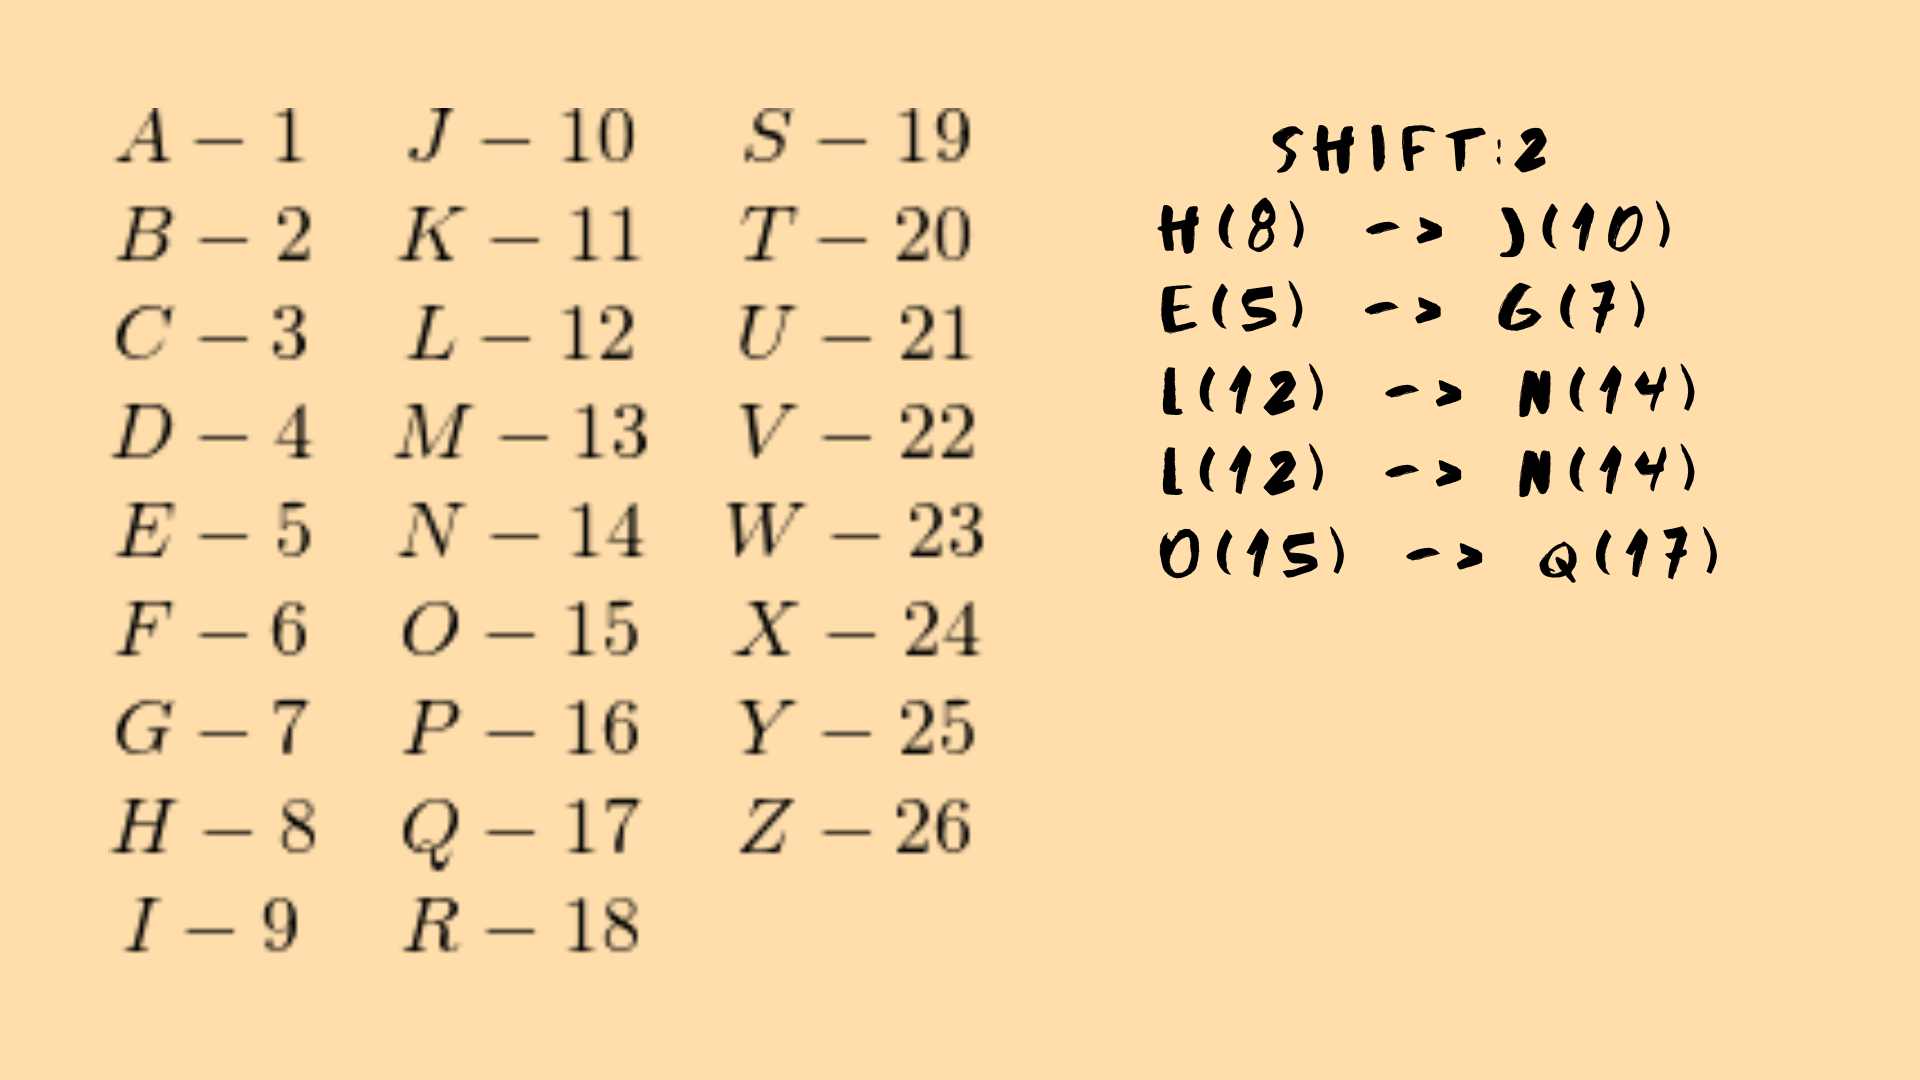 A – 1 J – 10 S – 19
B – 2 K – 11 T – 20
C – 3 L – 12 U – 21
D – 4 M – 13 V – 22
E – 5 N – 14 W – 23
F – 6 O – 15 X – 24
G – 7 P – 16 Y – 25
H – 8 Q – 17 Z – 26
I – 9 R – 18
SHIFT:2
H(8) -> J(10)
E(5) -> G(7)
L(12) -> N(14)
L(12) -> N(14)
O(15) -> Q(17)